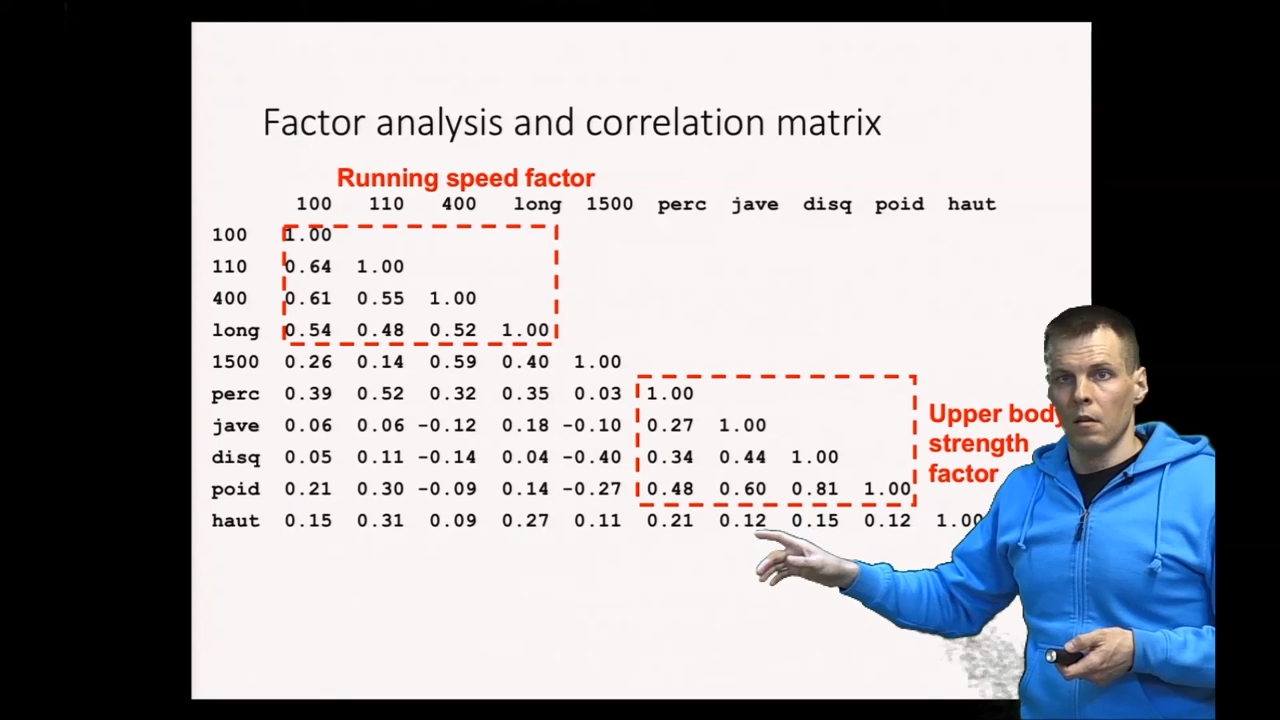 Factor analysis and correlation matrix
Running speed factor
100 110 400 long 1500 perc jave disq poid haut
100 1.00
110 0.64 1.00
400 0.61 0.55 1.00
long 0.54 0.48 0.52 1.00
1500 0.26 0.14 0.59 0.40 1.00
perc 0.39 0.52 0.32 0.35 0.03 1.00
jave 0.06 0.06 -0.12 0.18 -0.10 0.27 1.00
disq 0.05 0.11 -0.14 0.04 -0.40 0.34 0.44 1.00
poid 0.21 0.30 -0.09 0.14 -0.27 0.48 0.60 0.81 1.00
haut 0.15 0.31 0.09 0.27 0.11 0.21 0.12 0.15 0.12 1.00
Upper body
strength
factor